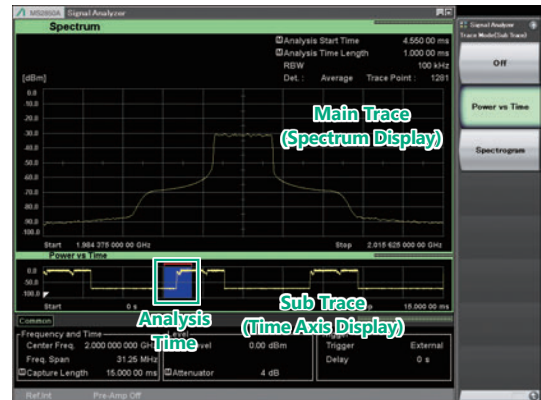 MS2850A Signal Analyzer
Spectrum
Analysis Start Time 4.550 00 ms
Analysis Time Length 1.000 00 ms
RBW 100 kHz
[dBm] Det. : Average Trace Point : 1281
0.0
-10.0
-20.0
-30.0
-40.0
-50.0
-60.0
-70.0
-80.0
-90.0
-100.0
Main Trace
(Spectrum Display)
Start 1.984 375 000 00 GHz Stop 2.015 625 000 00 GHz
Power vs Time
0.0
-50.0
-100.0
Start 0 s 15.000 00 ms
Analysis
Time
Sub Trace
(Time Axis Display)
Common
Frequency and Time
Center Freq. 2.000 000 000 GHz
Freq. Span 31.25 MHz
Capture Length 15.000 00 ms
Level
0.00 dBm
Attenuator 4 dB
Trigger
Trigger External
Delay 0 s
Ref.Int Pre-Amp Off
Signal Analyzer
Trace Mode(Sub Trace)
Off
Power vs Time
Spectrogram